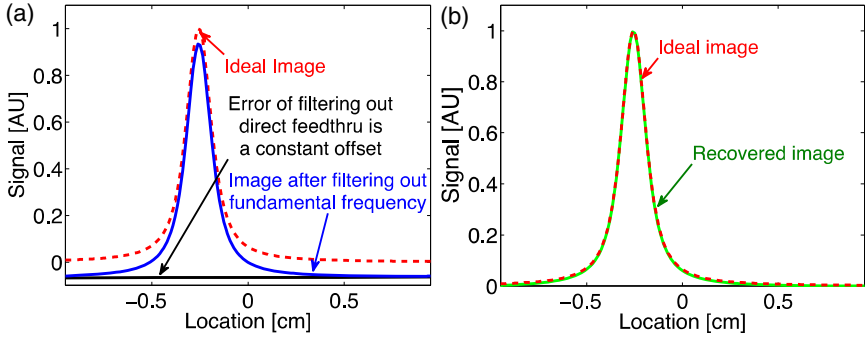 (a)
Signal [AU]
1
0.8
0.6
0.4
0.2
0
Ideal Image
Error of filtering out
direct feedthru is
a constant offset
Image after filtering out
fundamental frequency
−0.5
0
0.5
Location [cm]
(b)
Signal [AU]
1
0.8
0.6
0.4
0.2
0
Ideal image
Recovered image
−0.5
0
0.5
Location [cm]